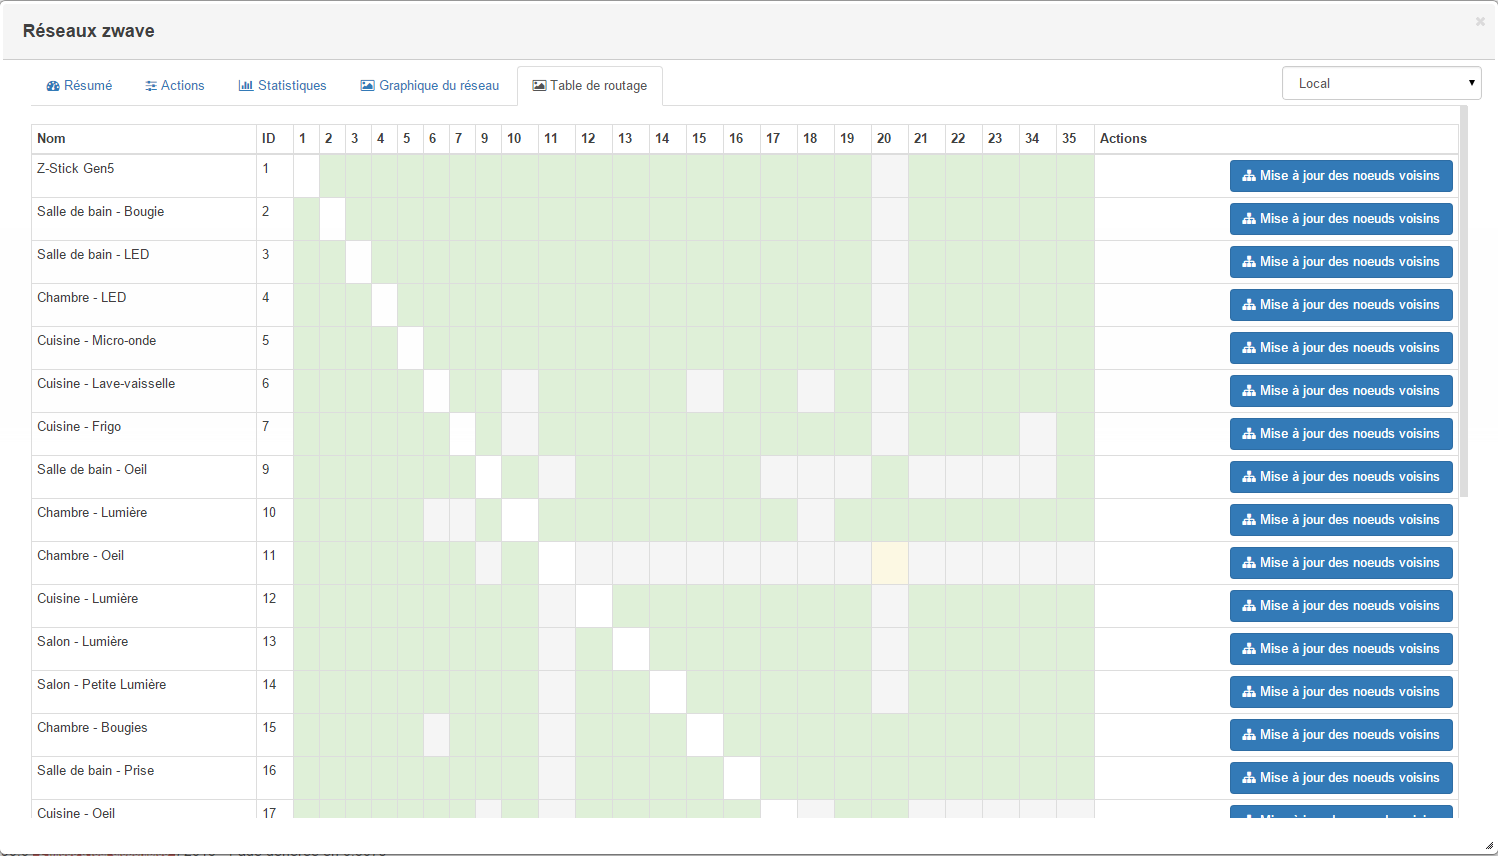 Réseaux zwave
×
Résumé Actions Statistiques Graphique du réseau Table de routage Local
Nom ID 1 2 3 4 5 6 7 9 10 11 12 13 14 15 16 17 18 19 20 21 22 23 34 35 Actions
Z-Stick Gen5 1 Mise à jour des noeuds voisins
Salle de bain - Bougie 2 Mise à jour des noeuds voisins
Salle de bain - LED 3 Mise à jour des noeuds voisins
Chambre - LED 4 Mise à jour des noeuds voisins
Cuisine - Micro-onde 5 Mise à jour des noeuds voisins
Cuisine - Lave-vaisselle 6 Mise à jour des noeuds voisins
Cuisine - Frigo 7 Mise à jour des noeuds voisins
Salle de bain - Oeil 9 Mise à jour des noeuds voisins
Chambre - Lumière 10 Mise à jour des noeuds voisins
Chambre - Oeil 11 Mise à jour des noeuds voisins
Cuisine - Lumière 12 Mise à jour des noeuds voisins
Salon - Lumière 13 Mise à jour des noeuds voisins
Salon - Petite Lumière 14 Mise à jour des noeuds voisins
Chambre - Bougies 15 Mise à jour des noeuds voisins
Salle de bain - Prise 16 Mise à jour des noeuds voisins
Cuisine - Oeil 17